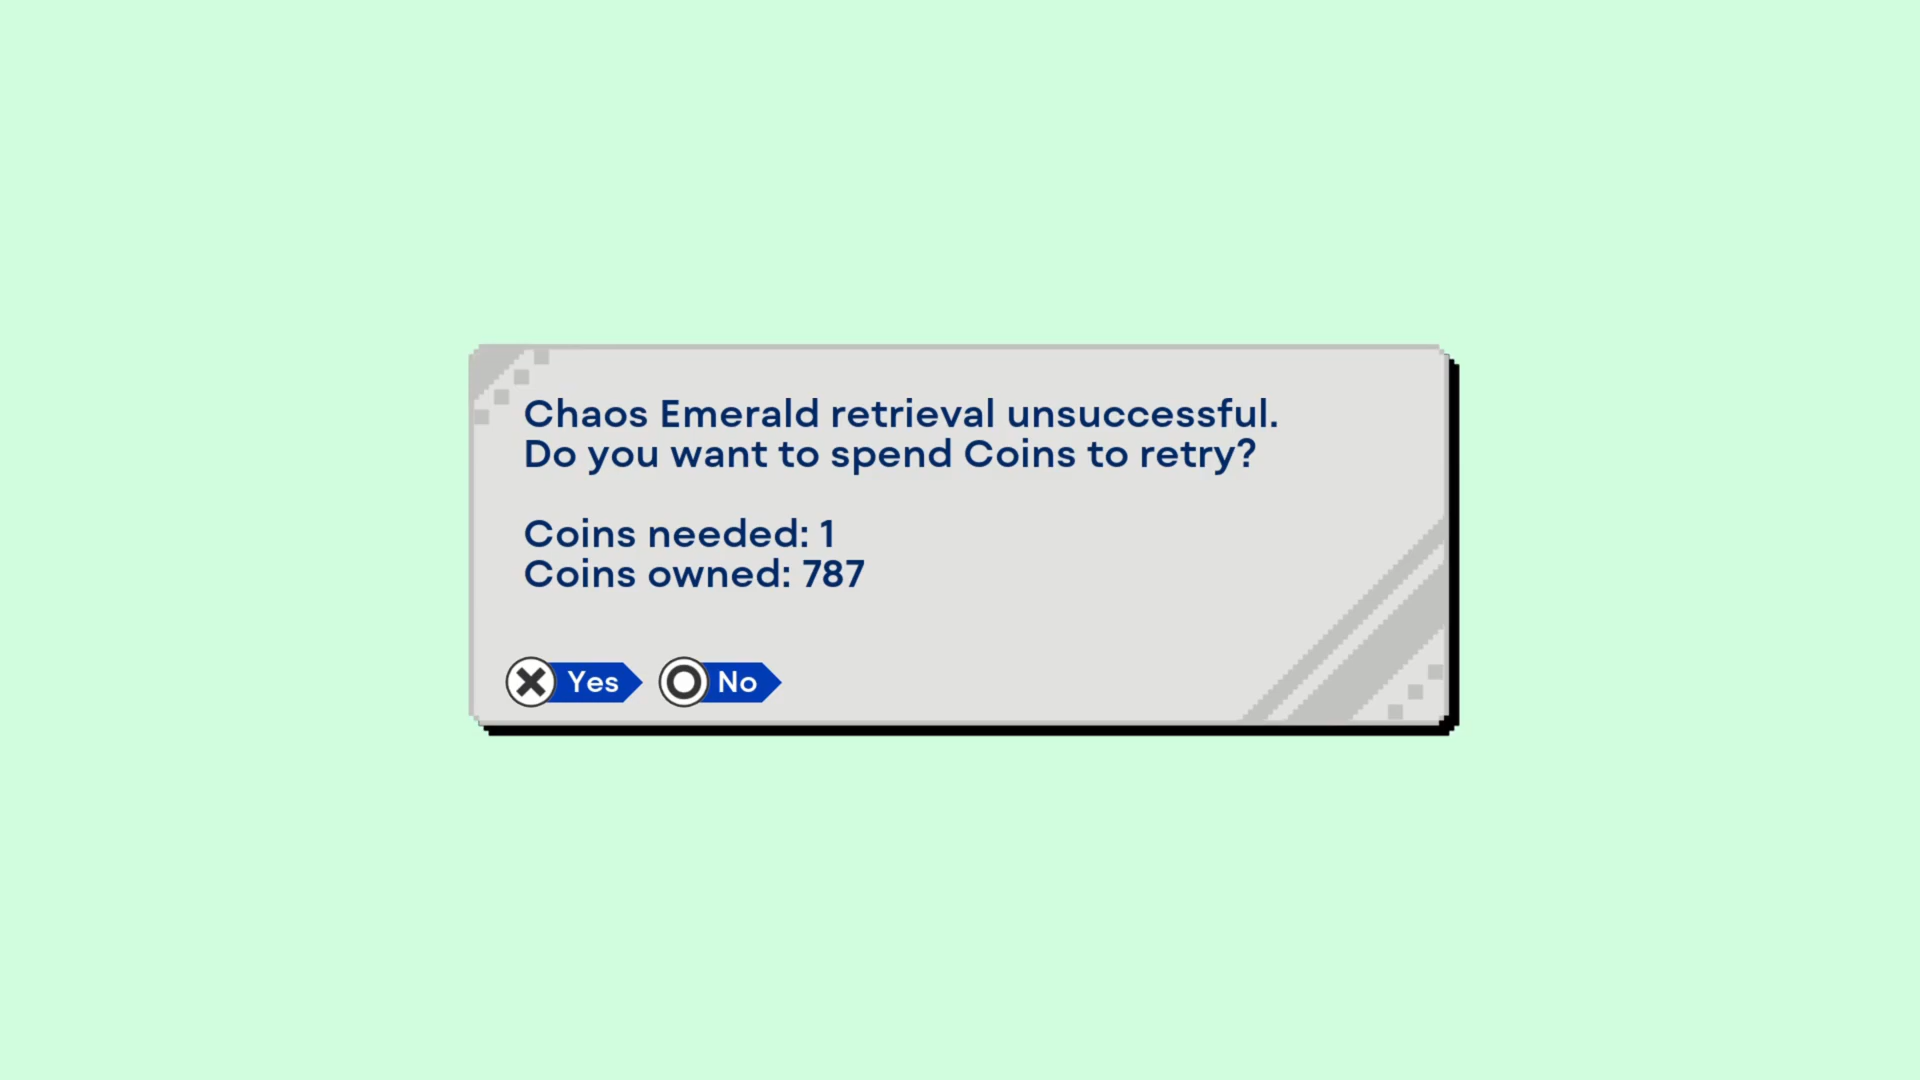 Chaos Emerald retrieval unsuccessful.
Do you want to spend Coins to retry?
Coins needed: 1
Coins owned: 787
Yes No